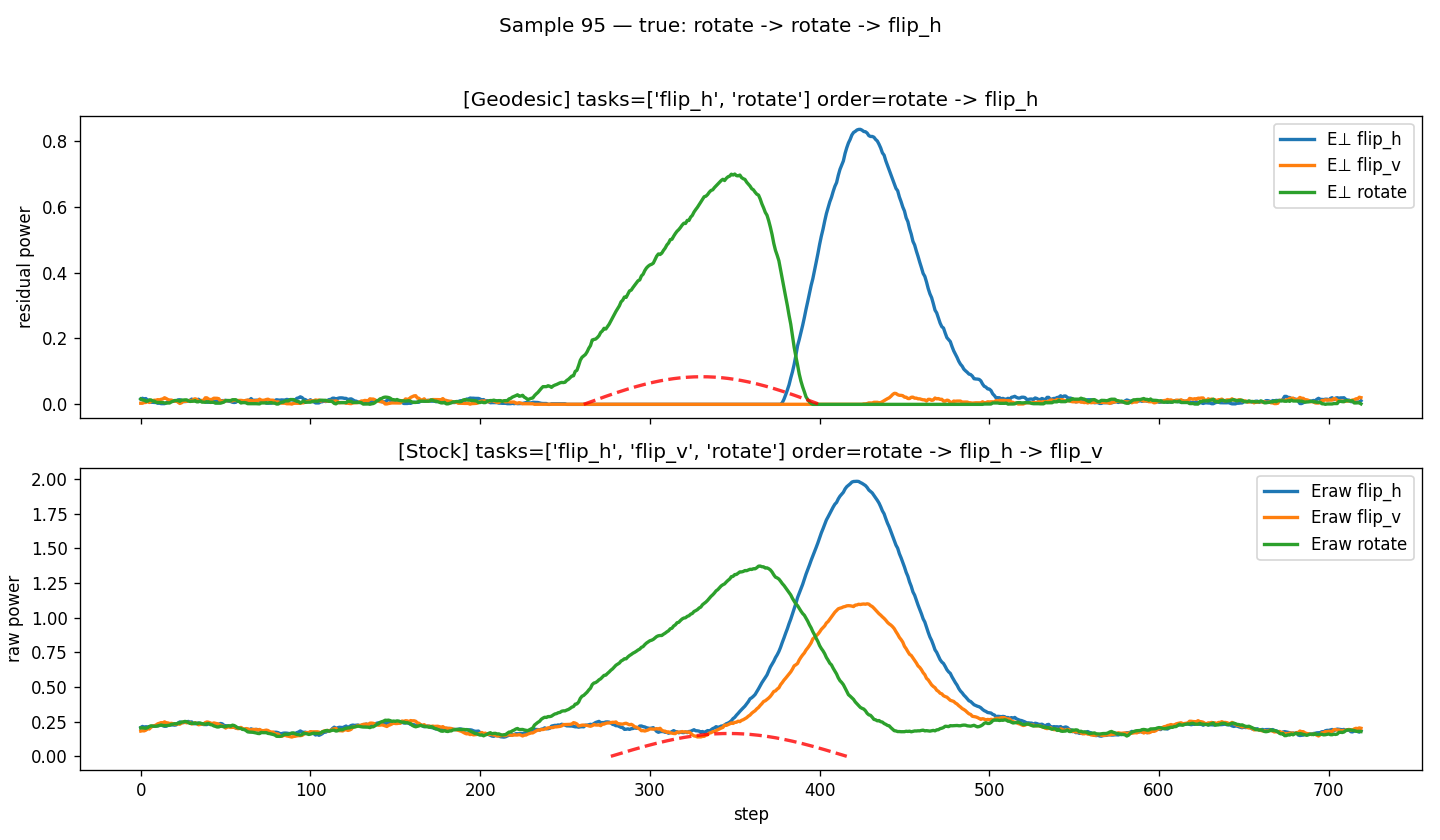 Sample 95 — true: rotate -> rotate -> flip_h
[Geodesic] tasks=['flip_h', 'rotate'] order=rotate -> flip_h
residual power
0.8
0.6
0.4
0.2
0.0
E⊥ flip_h
E⊥ flip_v
E⊥ rotate
[Stock] tasks=['flip_h', 'flip_v', 'rotate'] order=rotate -> flip_h -> flip_v
raw power
2.00
1.75
1.50
1.25
1.00
0.75
0.50
0.25
0.00
Eraw flip_h
Eraw flip_v
Eraw rotate
0 100 200 300 400 500 600 700
step